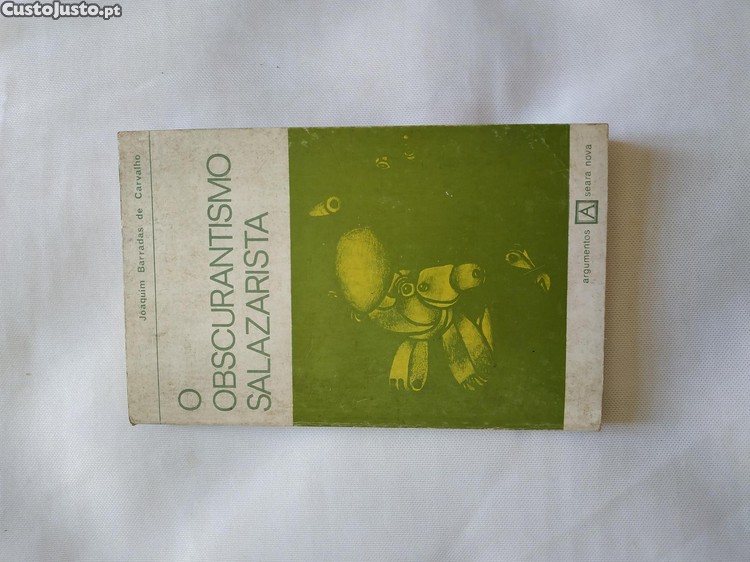 CustoJusto.pt
Joaquim Barradas de Carvalho
O
OBSCURANTISMO
SALAZARISTA
argumentos A seara nova